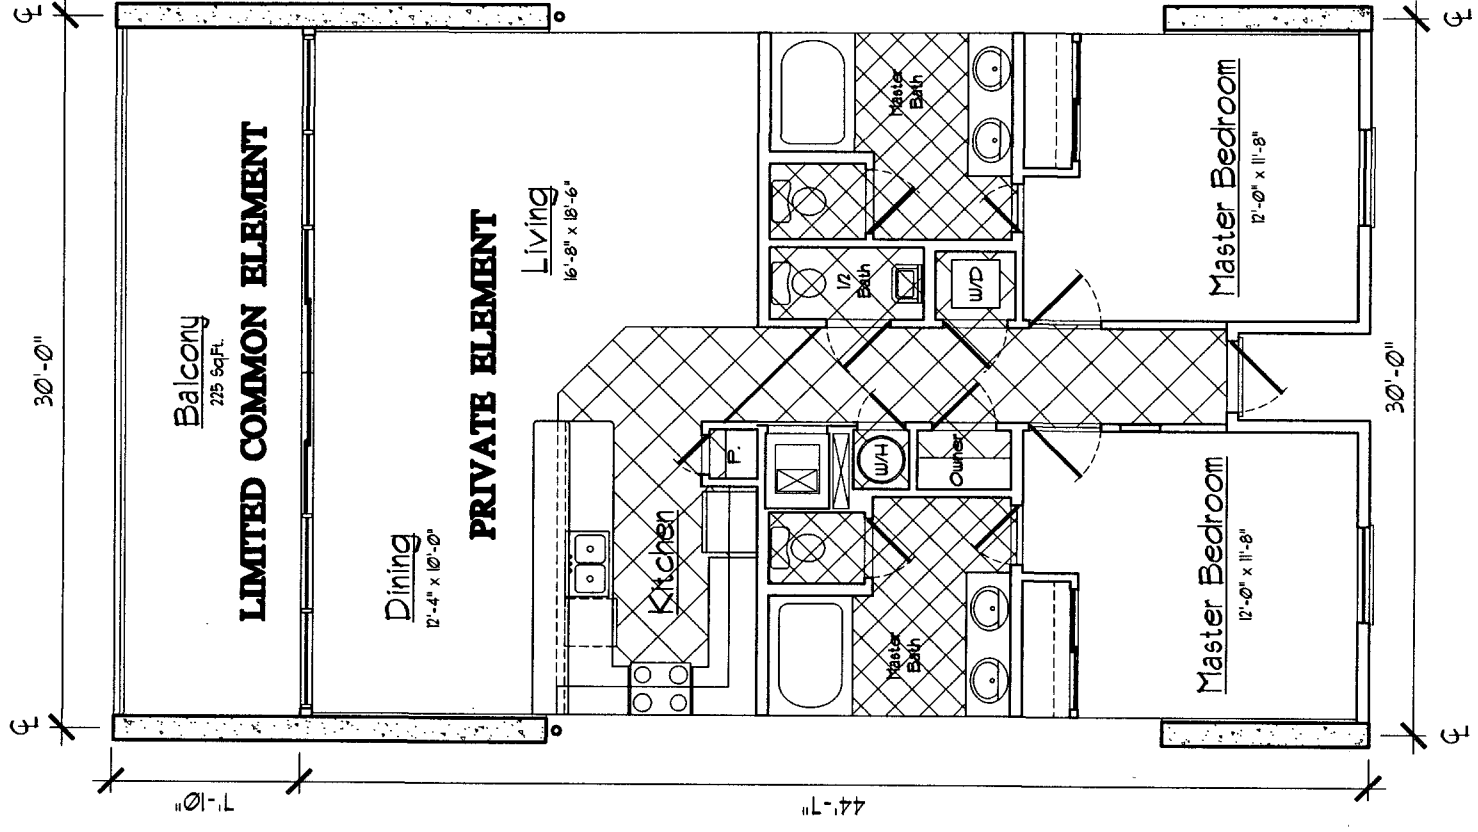 ℄ 30'-0" ℄
7'-10"
Balcony
225 Sq.Ft.
LIMITED COMMON ELEMENT
Dining
12'-4" x 10'-0"
PRIVATE ELEMENT
Living
16'-8" x 18'-6"
44'-7"
Kitchen
P.
1/2
Bath
W/H
Master
Bath
Master
Bath
Owner
W/D
Master Bedroom
12'-0" x 11'-8"
Master Bedroom
12'-0" x 11'-8"
℄ 30'-0" ℄